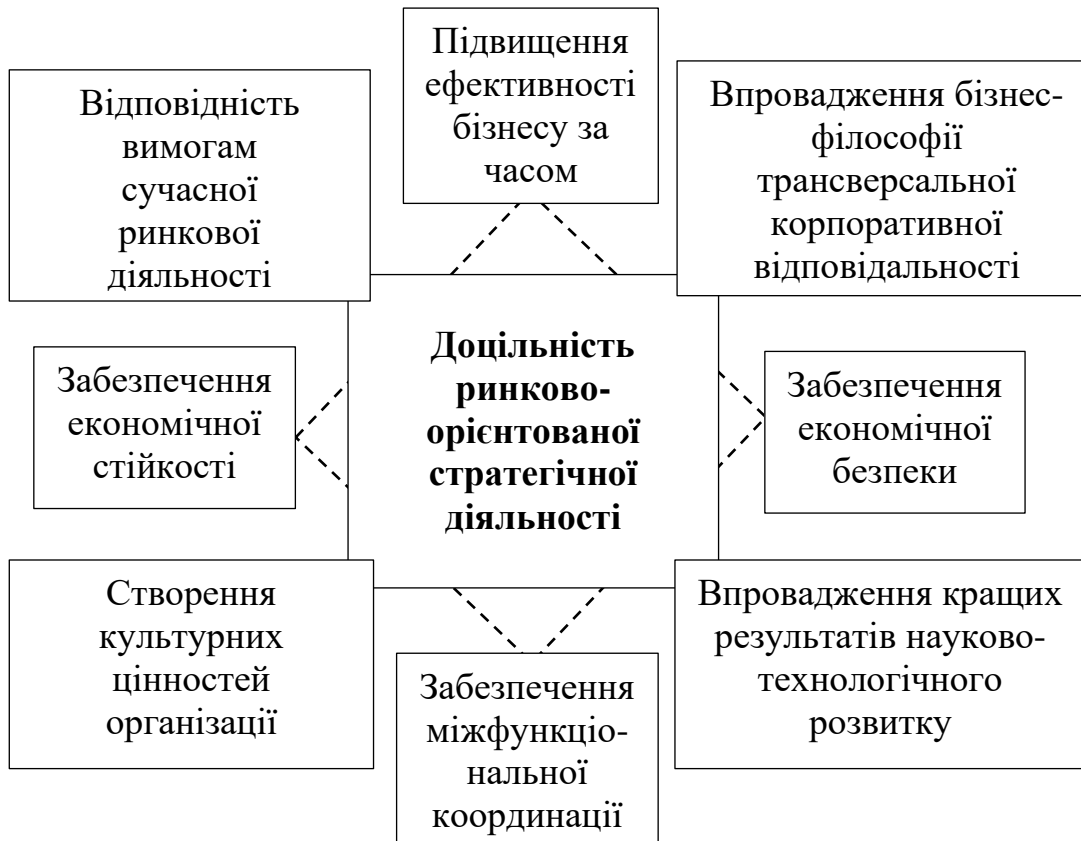 Підвищення
ефективності
бізнесу за
часом
Відповідність
вимогам
сучасної
ринкової
діяльності
Впровадження бізнес-
філософії
трансверсальної
корпоративної
відповідальності
Забезпечення
економічної
стійкості
Доцільність
ринково-
орієнтованої
стратегічної
діяльності
Забезпечення
економічної
безпеки
Створення
культурних
цінностей
організації
Забезпечення
міжфункціо-
нальної
координації
Впровадження кращих
результатів науково-
технологічного
розвитку